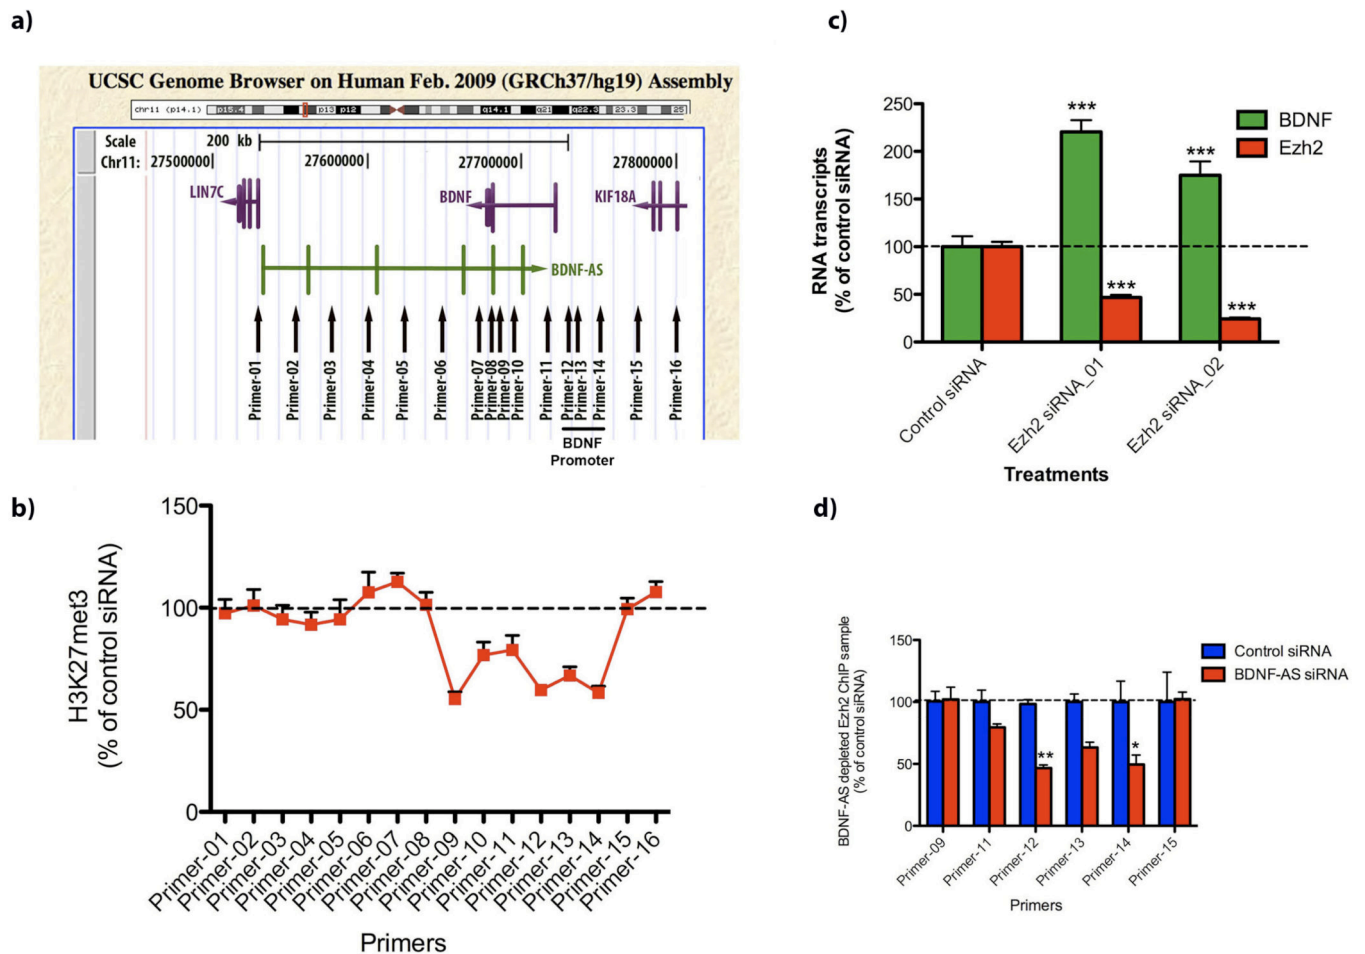 a)
UCSC Genome Browser on Human Feb. 2009 (GRCh37/hg19) Assembly
chr11 (p14.1) p15.4 p13 p12 q14.1 q21 q22.3 23.3 25
Scale 200 kb
Chr11: 27500000 27600000 27700000 27800000
LIN7C BDNF KIF18A
BDNF-AS
Primer-01
Primer-02
Primer-03
Primer-04
Primer-05
Primer-06
Primer-07
Primer-08
Primer-09
Primer-10
Primer-11
Primer-12
Primer-13
Primer-14
Primer-15
Primer-16
BDNF
Promoter
b)
H3K27met3
(% of control siRNA)
150
100
50
0
Primer-01
Primer-02
Primer-03
Primer-04
Primer-05
Primer-06
Primer-07
Primer-08
Primer-09
Primer-10
Primer-11
Primer-12
Primer-13
Primer-14
Primer-15
Primer-16
Primers
c)
RNA transcripts
(% of control siRNA)
250
200
150
100
50
0
***
***
***
***
BDNF
Ezh2
Control siRNA
Ezh2 siRNA_01
Ezh2 siRNA_02
Treatments
d)
BDNF-AS depleted Ezh2 ChIP sample
(% of control siRNA)
150
100
50
0
**
*
Control siRNA
BDNF-AS siRNA
Primer-09
Primer-11
Primer-12
Primer-13
Primer-14
Primer-15
Primers